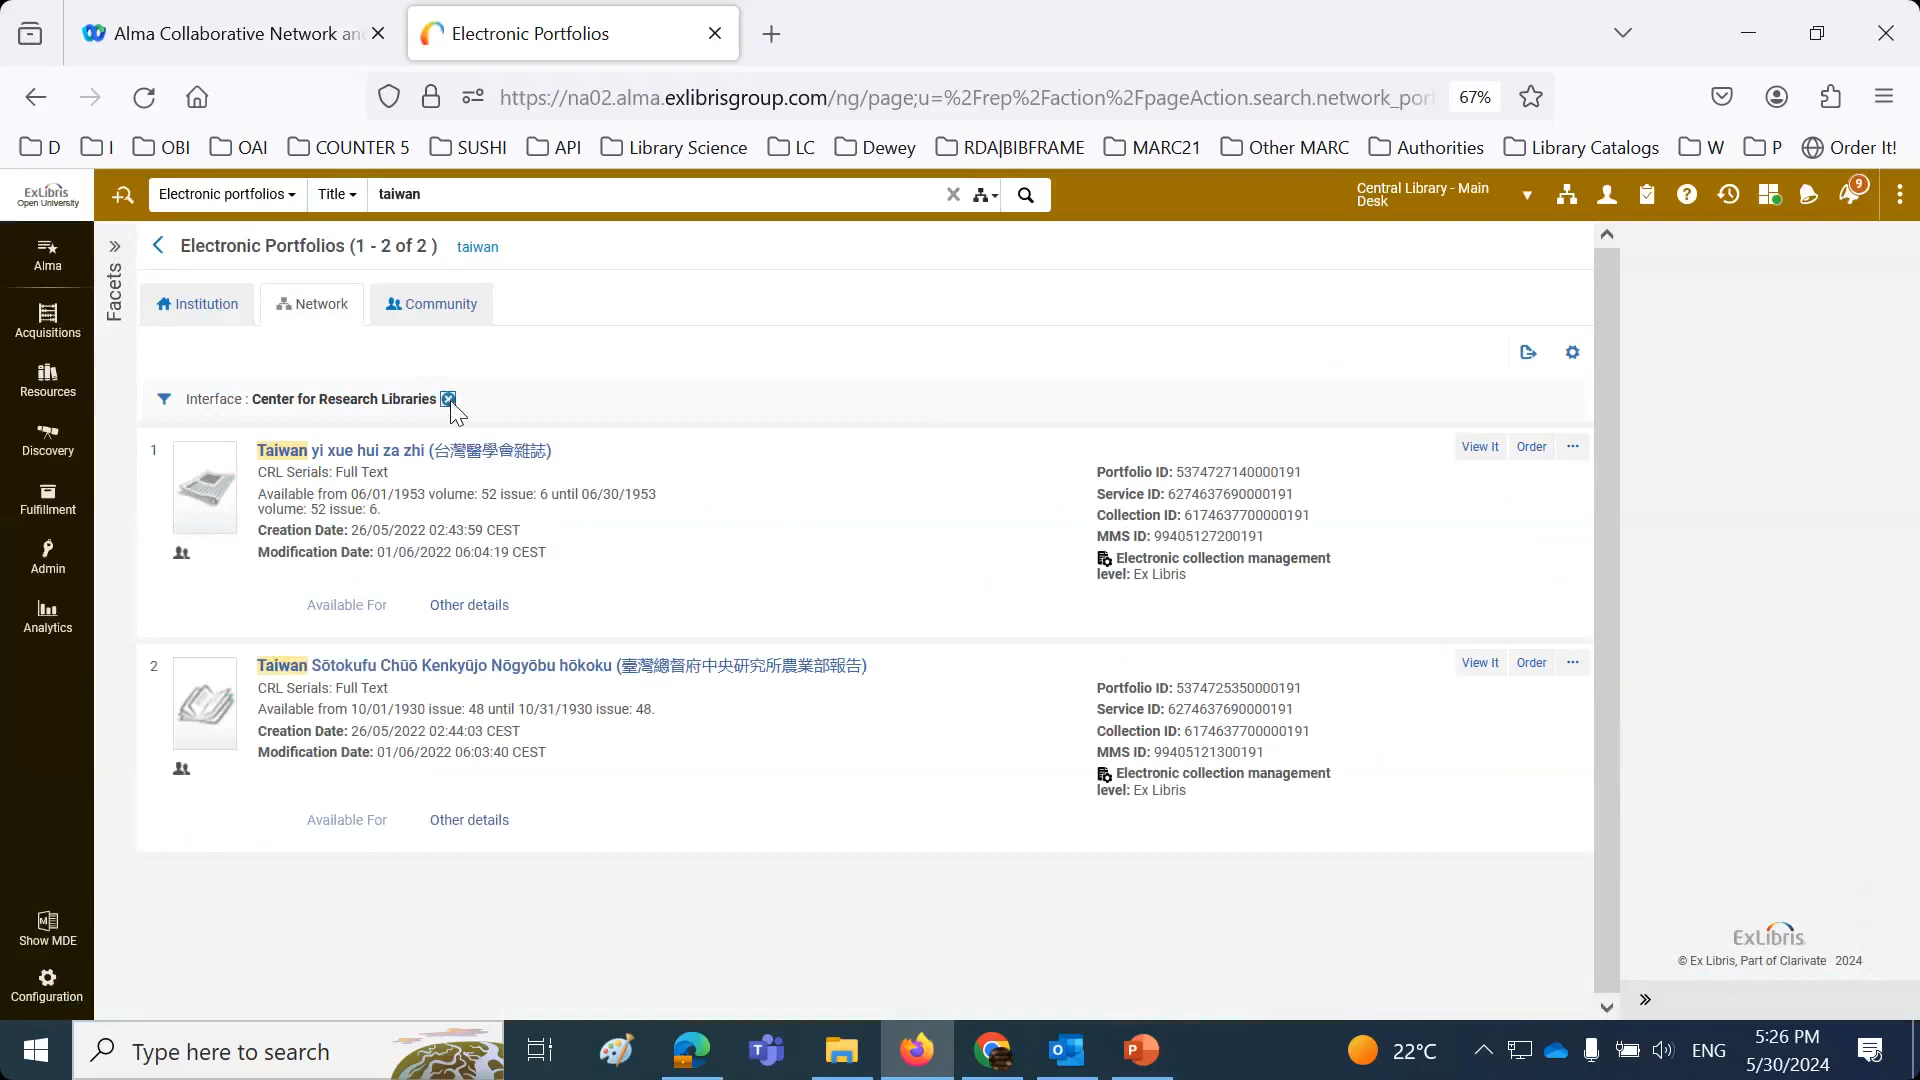 Alma Collaborative Network an
Electronic Portfolios
https://na02.alma.exlibrisgroup.com/ng/page;u=%2Frep%2Faction%2FpageAction.search.network_port
67%
D
I
OBI
OAI
COUNTER 5
SUSHI
API
Library Science
LC
Dewey
RDA|BIBFRAME
MARC21
Other MARC
Authorities
Library Catalogs
W
P
Order It!
ExLibris
Open University
Electronic portfolios
Title
taiwan
Central Library - Main
Desk
9
Alma
Acquisitions
Resources
Discovery
Fulfillment
Admin
Analytics
Show MDE
Configuration
Facets
Electronic Portfolios (1 - 2 of 2 )
taiwan
Institution
Network
Community
Interface : Center for Research Libraries
1
Taiwan yi xue hui za zhi (台灣醫學會雜誌)
CRL Serials: Full Text
Available from 06/01/1953 volume: 52 issue: 6 until 06/30/1953
volume: 52 issue: 6.
Creation Date: 26/05/2022 02:43:59 CEST
Modification Date: 01/06/2022 06:04:19 CEST
Portfolio ID: 5374727140000191
Service ID: 6274637690000191
Collection ID: 6174637700000191
MMS ID: 99405127200191
Electronic collection management
level: Ex Libris
View It
Order
Available For
Other details
2
Taiwan Sōtokufu Chūō Kenkyūjo Nōgyōbu hōkoku (臺灣總督府中央研究所農業部報告)
CRL Serials: Full Text
Available from 10/01/1930 issue: 48 until 10/31/1930 issue: 48.
Creation Date: 26/05/2022 02:44:03 CEST
Modification Date: 01/06/2022 06:03:40 CEST
Portfolio ID: 5374725350000191
Service ID: 6274637690000191
Collection ID: 6174637700000191
MMS ID: 99405121300191
Electronic collection management
level: Ex Libris
View It
Order
Available For
Other details
ExLibris
© Ex Libris, Part of Clarivate 2024
Type here to search
22°C
ENG
5:26 PM
5/30/2024